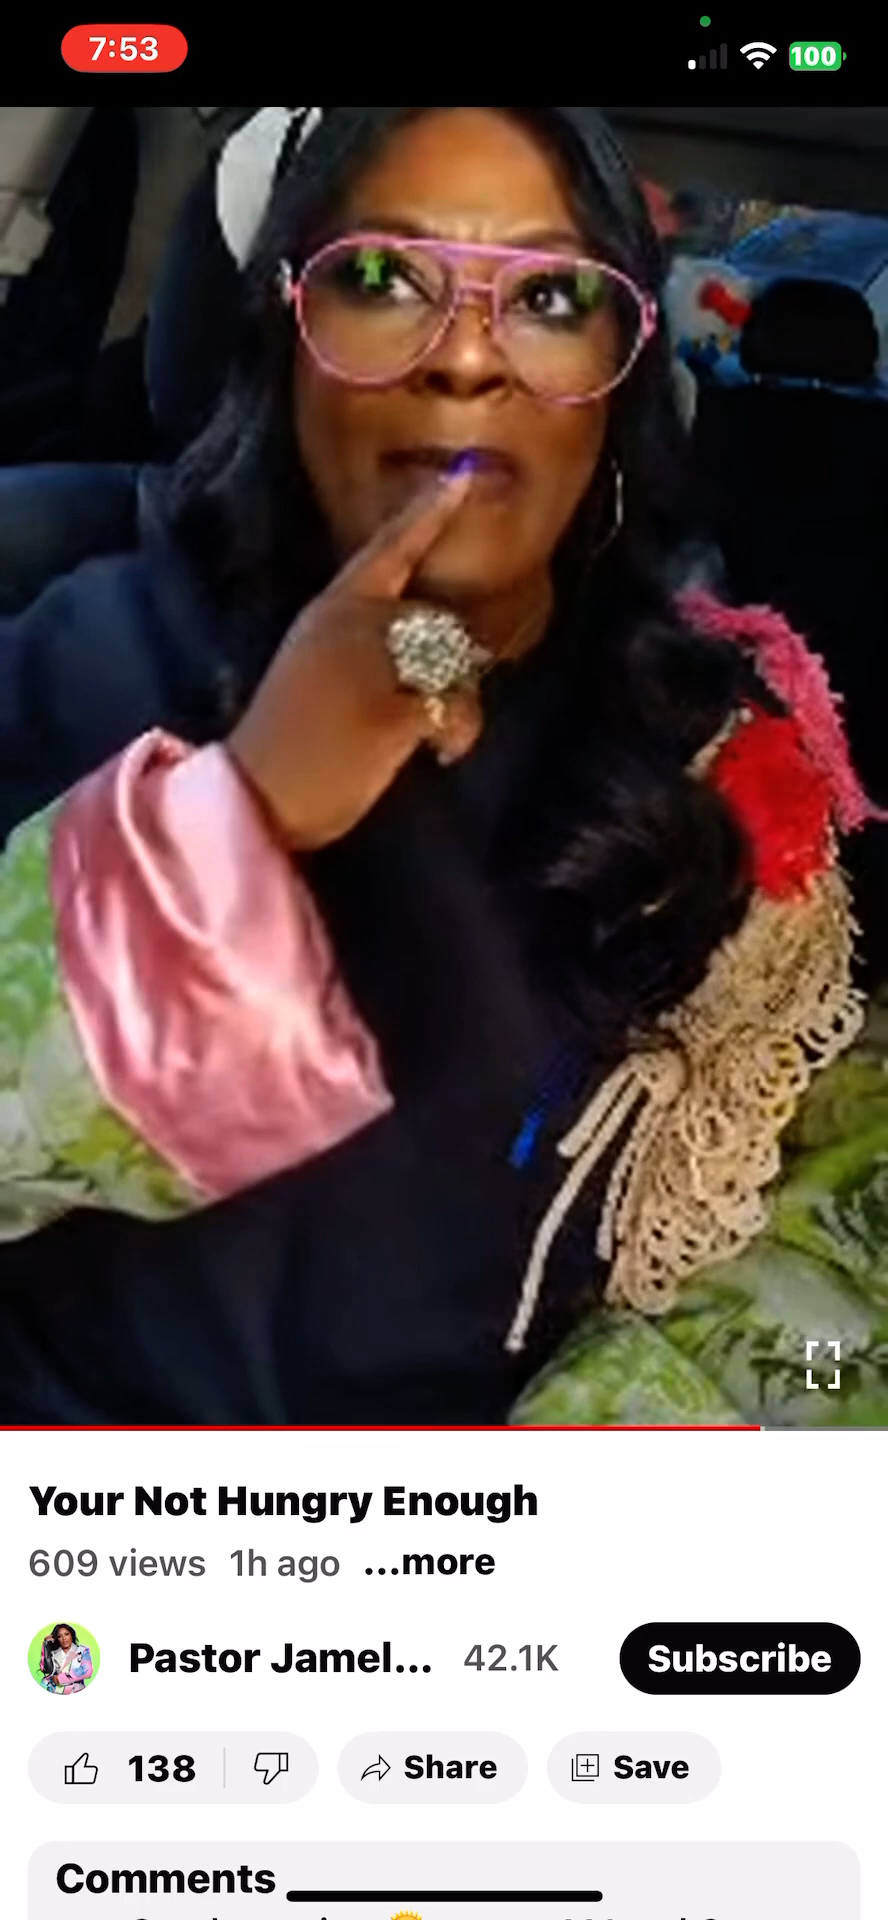 7:53
100
Your Not Hungry Enough
609 views 1h ago ...more
Pastor Jamel... 42.1K Subscribe
138 Share Save
Comments